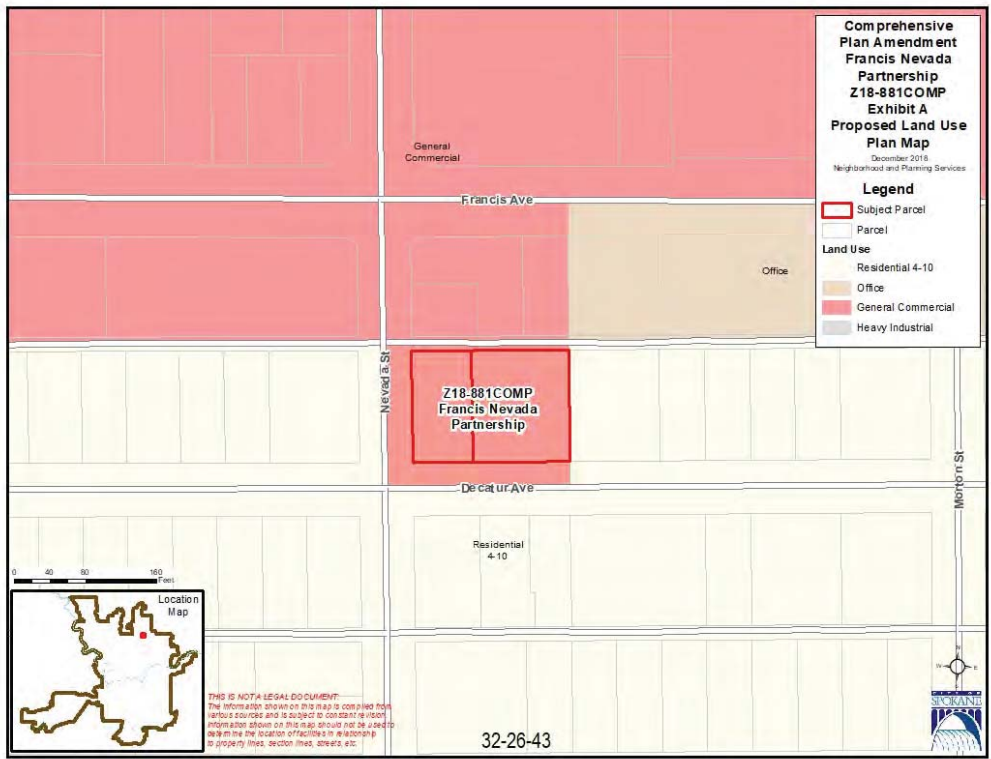 Comprehensive
Plan Amendment
Francis Nevada
Partnership
Z18-881COMP
Exhibit A
Proposed Land Use
Plan Map
December 2018
Neighborhood and Planning Services
Legend
Subject Parcel
Parcel
Land Use
Residential 4-10
Office
General Commercial
Heavy Industrial
General
Commercial
Francis Ave
Office
Nevada St
Z18-881COMP
Francis Nevada
Partnership
Decatur Ave
Morton St
Residential
4-10
0 40 80 160
Feet
Location
Map
THIS IS NOT A LEGAL DOCUMENT:
The information shown on this map is compiled from
various sources and is subject to constant revision.
Information shown on this map should not be used to
determine the location of facilities in relationship
to property lines, section lines, streets, etc.
32-26-43
N
W E
S
SPOKANE